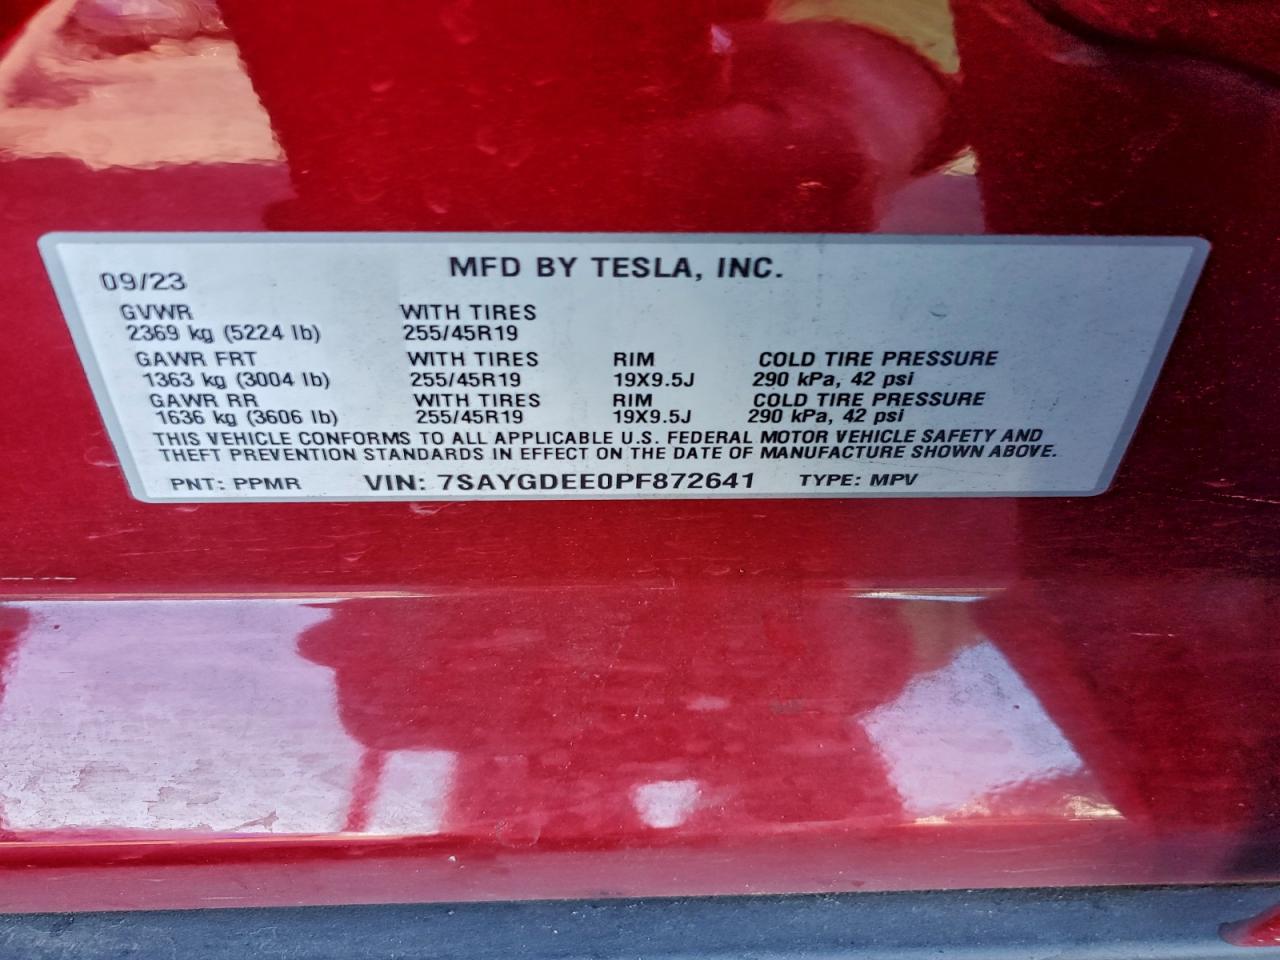 MFD BY TESLA, INC.
09/23
GVWR WITH TIRES
2369 kg (5224 lb) 255/45R19
GAWR FRT WITH TIRES RIM COLD TIRE PRESSURE
1363 kg (3004 lb) 255/45R19 19X9.5J 290 kPa, 42 psi
GAWR RR WITH TIRES RIM COLD TIRE PRESSURE
1636 kg (3606 lb) 255/45R19 19X9.5J 290 kPa, 42 psi
THIS VEHICLE CONFORMS TO ALL APPLICABLE U.S. FEDERAL MOTOR VEHICLE SAFETY AND
THEFT PREVENTION STANDARDS IN EFFECT ON THE DATE OF MANUFACTURE SHOWN ABOVE.
PNT: PPMR VIN: 7SAYGDEE0PF872641 TYPE: MPV